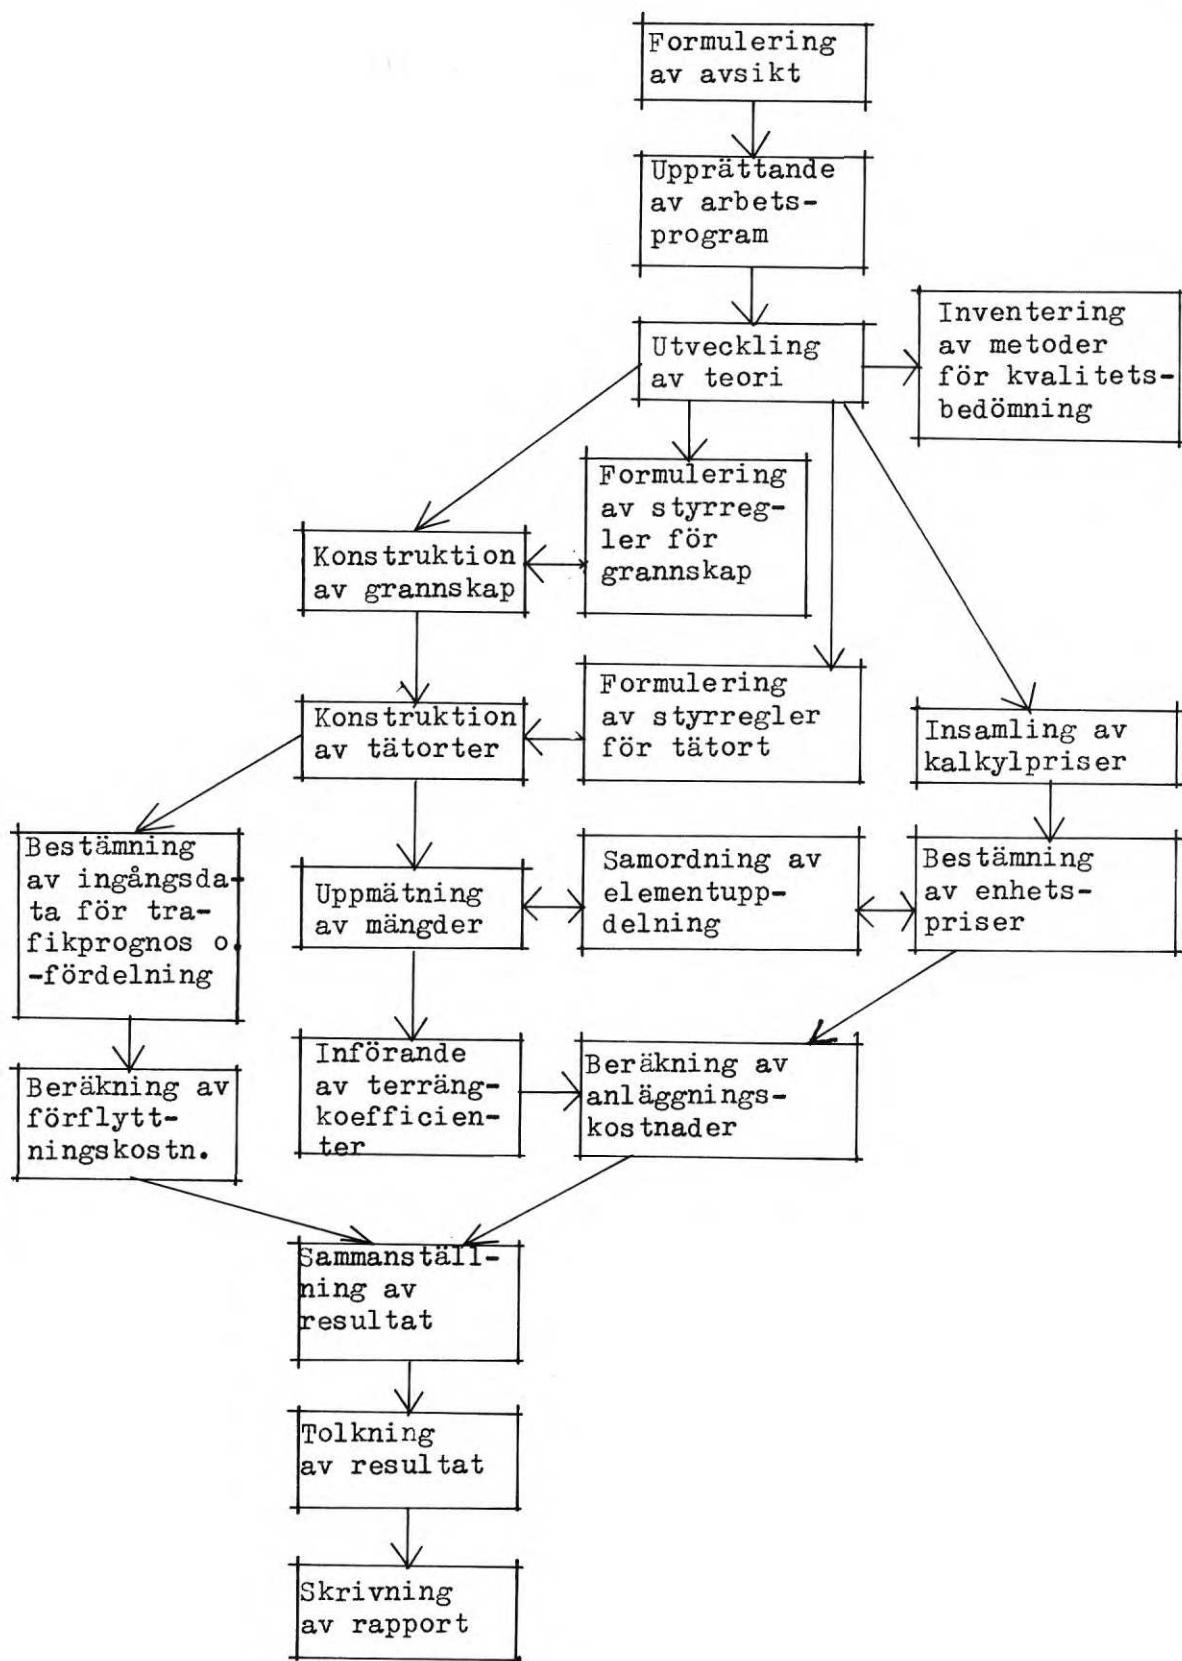 Formulering
av avsikt
Upprättande
av arbets-
program
Utveckling
av teori
Inventering
av metoder
för kvalitets-
bedömning
Formulering
av styrreg-
ler för
grannskap
Konstruktion
av grannskap
Formulering
av styrregler
för tätort
Konstruktion
av tätorter
Insamling av
kalkylpriser
Bestämning
av ingångsda-
ta för tra-
fikprognos o.
-fördelning
Uppmätning
av mängder
Samordning av
elementupp-
delning
Bestämning
av enhets-
priser
Beräkning av
förflytt-
ningskostn.
Införande
av terräng-
koefficien-
ter
Beräkning av
anläggnings-
kostnader
Sammanställ-
ning av
resultat
Tolkning
av resultat
Skrivning
av rapport